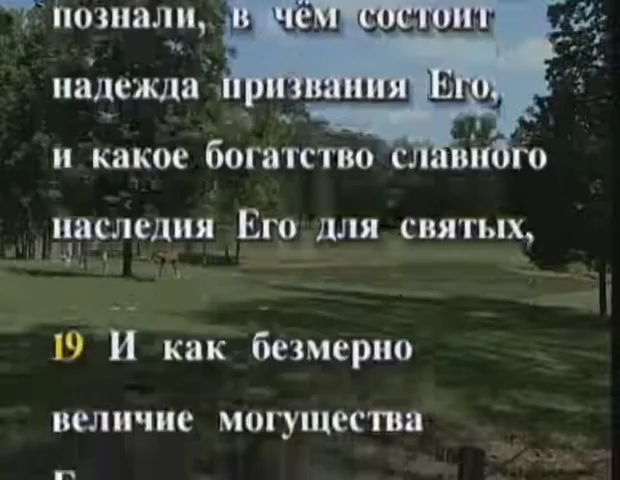 познали, в чём состоит
надежда призвания Его,
и какое богатство славного
наследия Его для святых,
19 И как безмерно
величие могущества